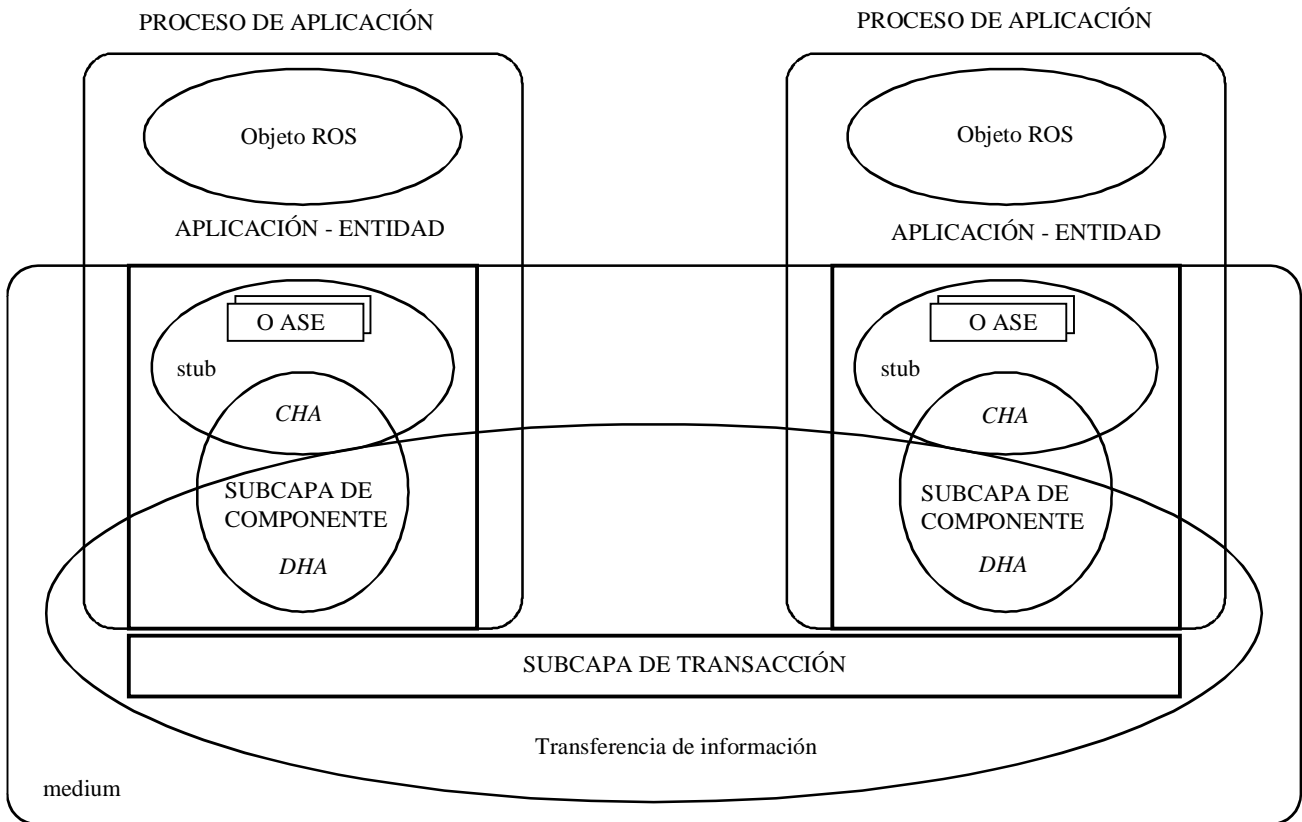 PROCESO DE APLICACIÓN
PROCESO DE APLICACIÓN
Objeto ROS
Objeto ROS
APLICACIÓN - ENTIDAD
APLICACIÓN - ENTIDAD
O ASE
O ASE
stub
stub
CHA
CHA
SUBCAPA DE
COMPONENTE
SUBCAPA DE
COMPONENTE
DHA
DHA
SUBCAPA DE TRANSACCIÓN
Transferencia de información
medium